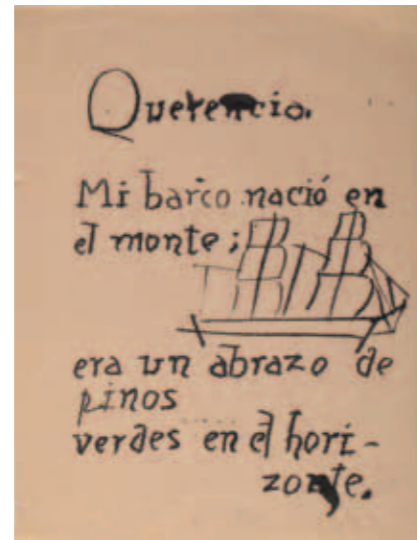 Querencio.
Mi barco nació en
el monte;
era un abrazo de
pinos
verdes en el hori-
zonte.